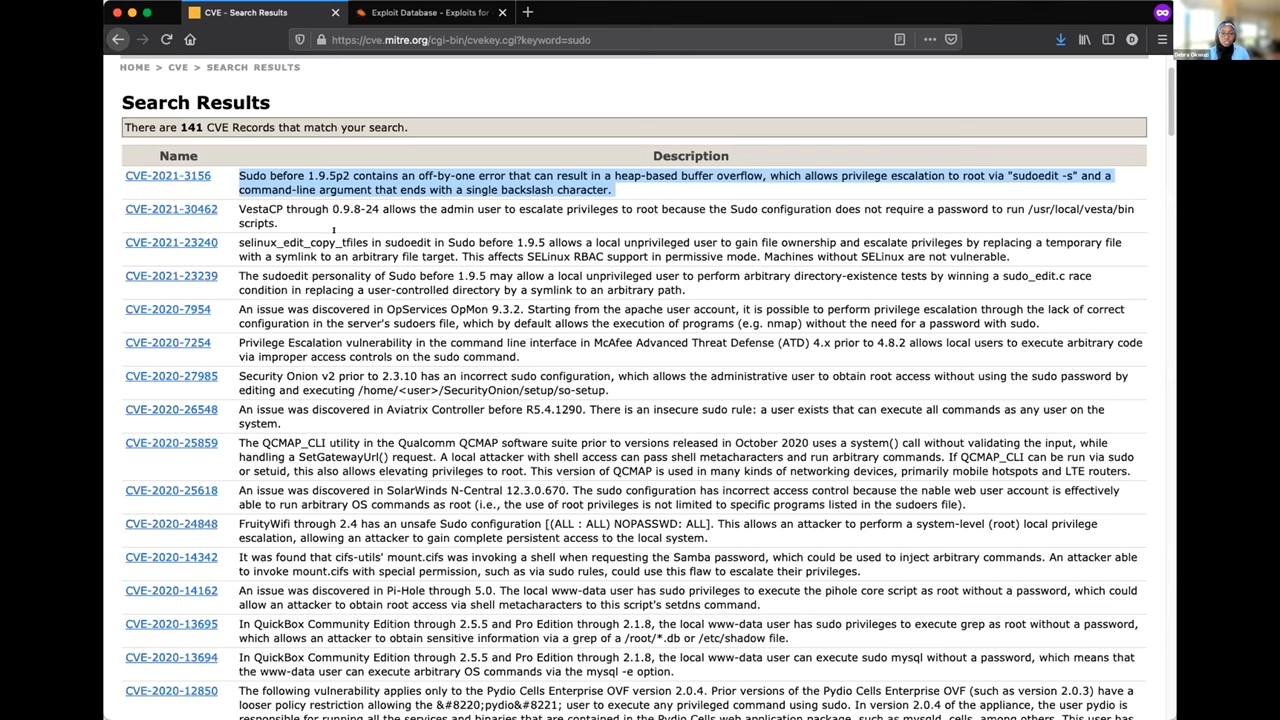 CVE - Search Results
Exploit Database - Exploits for
https://cve.mitre.org/cgi-bin/cvekey.cgi?keyword=sudo
HOME > CVE > SEARCH RESULTS
Search Results
There are 141 CVE Records that match your search.
Name Description
CVE-2021-3156 Sudo before 1.9.5p2 contains an off-by-one error that can result in a heap-based buffer overflow, which allows privilege escalation to root via "sudoedit -s" and a
command-line argument that ends with a single backslash character.
CVE-2021-30462 VestaCP through 0.9.8-24 allows the admin user to escalate privileges to root because the Sudo configuration does not require a password to run /usr/local/vesta/bin
scripts.
CVE-2021-23240 selinux_edit_copy_tfiles in sudoedit in Sudo before 1.9.5 allows a local unprivileged user to gain file ownership and escalate privileges by replacing a temporary file
with a symlink to an arbitrary file target. This affects SELinux RBAC support in permissive mode. Machines without SELinux are not vulnerable.
CVE-2021-23239 The sudoedit personality of Sudo before 1.9.5 may allow a local unprivileged user to perform arbitrary directory-existence tests by winning a sudo_edit.c race
condition in replacing a user-controlled directory by a symlink to an arbitrary path.
CVE-2020-7954 An issue was discovered in OpServices OpMon 9.3.2. Starting from the apache user account, it is possible to perform privilege escalation through the lack of correct
configuration in the server's sudoers file, which by default allows the execution of programs (e.g. nmap) without the need for a password with sudo.
CVE-2020-7254 Privilege Escalation vulnerability in the command line interface in McAfee Advanced Threat Defense (ATD) 4.x prior to 4.8.2 allows local users to execute arbitrary code
via improper access controls on the sudo command.
CVE-2020-27985 Security Onion v2 prior to 2.3.10 has an incorrect sudo configuration, which allows the administrative user to obtain root access without using the sudo password by
editing and executing /home/<user>/SecurityOnion/setup/so-setup.
CVE-2020-26548 An issue was discovered in Aviatrix Controller before R5.4.1290. There is an insecure sudo rule: a user exists that can execute all commands as any user on the
system.
CVE-2020-25859 The QCMAP_CLI utility in the Qualcomm QCMAP software suite prior to versions released in October 2020 uses a system() call without validating the input, while
handling a SetGatewayUrl() request. A local attacker with shell access can pass shell metacharacters and run arbitrary commands. If QCMAP_CLI can be run via sudo
or setuid, this also allows elevating privileges to root. This version of QCMAP is used in many kinds of networking devices, primarily mobile hotspots and LTE routers.
CVE-2020-25618 An issue was discovered in SolarWinds N-Central 12.3.0.670. The sudo configuration has incorrect access control because the nable web user account is effectively
able to run arbitrary OS commands as root (i.e., the use of root privileges is not limited to specific programs listed in the sudoers file).
CVE-2020-24848 FruityWifi through 2.4 has an unsafe Sudo configuration [(ALL : ALL) NOPASSWD: ALL]. This allows an attacker to perform a system-level (root) local privilege
escalation, allowing an attacker to gain complete persistent access to the local system.
CVE-2020-14342 It was found that cifs-utils' mount.cifs was invoking a shell when requesting the Samba password, which could be used to inject arbitrary commands. An attacker able
to invoke mount.cifs with special permission, such as via sudo rules, could use this flaw to escalate their privileges.
CVE-2020-14162 An issue was discovered in Pi-Hole through 5.0. The local www-data user has sudo privileges to execute the pihole core script as root without a password, which could
allow an attacker to obtain root access via shell metacharacters to this script's setdns command.
CVE-2020-13695 In QuickBox Community Edition through 2.5.5 and Pro Edition through 2.1.8, the local www-data user has sudo privileges to execute grep as root without a password,
which allows an attacker to obtain sensitive information via a grep of a /root/*.db or /etc/shadow file.
CVE-2020-13694 In QuickBox Community Edition through 2.5.5 and Pro Edition through 2.1.8, the local www-data user can execute sudo mysql without a password, which means that
the www-data user can execute arbitrary OS commands via the mysql -e option.
CVE-2020-12850 The following vulnerability applies only to the Pydio Cells Enterprise OVF version 2.0.4. Prior versions of the Pydio Cells Enterprise OVF (such as version 2.0.3) have a
looser policy restriction allowing the &#8220;pydio&#8221; user to execute any privileged command using sudo. In version 2.0.4 of the appliance, the user pydio is
responsible for running all the services and binaries that are contained in the Pydio Cells web application package, such as mysqld, cells, among others. This user has